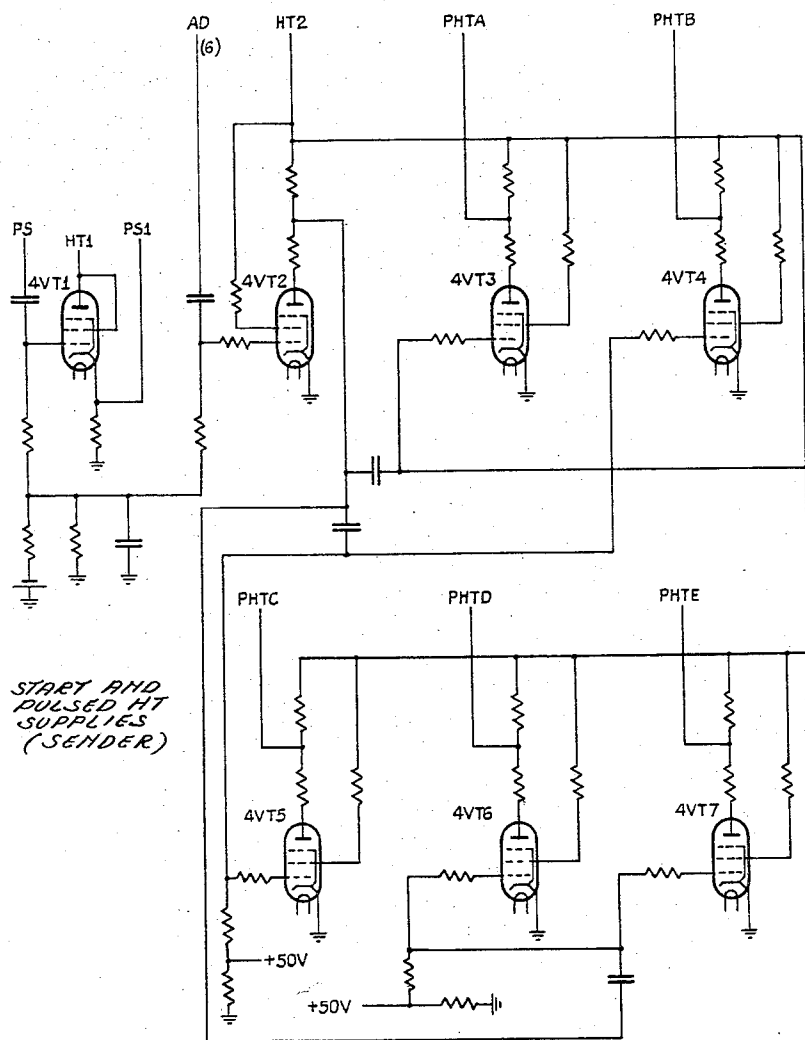 AD
(6)
HT2
PHTA
PHTB
PS
HT1
PS1
4VT1
4VT2
4VT3
4VT4
PHTC
PHTD
PHTE
START AND
PULSED HT
SUPPLIES
(SENDER)
4VT5
4VT6
4VT7
+50V
+50V